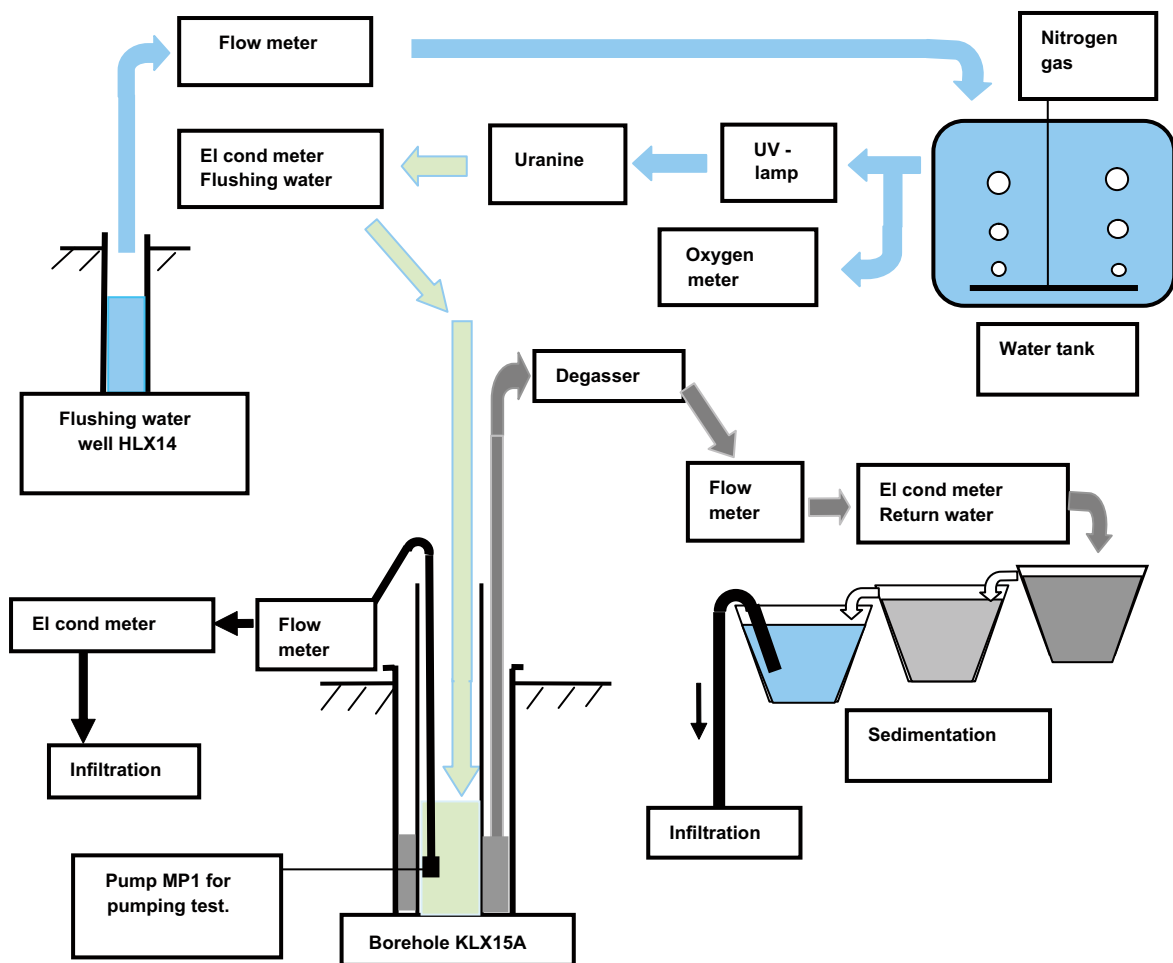 Flow meter
Nitrogen
gas
El cond meter
Flushing water
Uranine
UV -
lamp
Oxygen
meter
Water tank
Flushing water
well HLX14
Degasser
Flow
meter
El cond meter
Return water
El cond meter
Flow
meter
Sedimentation
Infiltration
Infiltration
Pump MP1 for
pumping test.
Borehole KLX15A